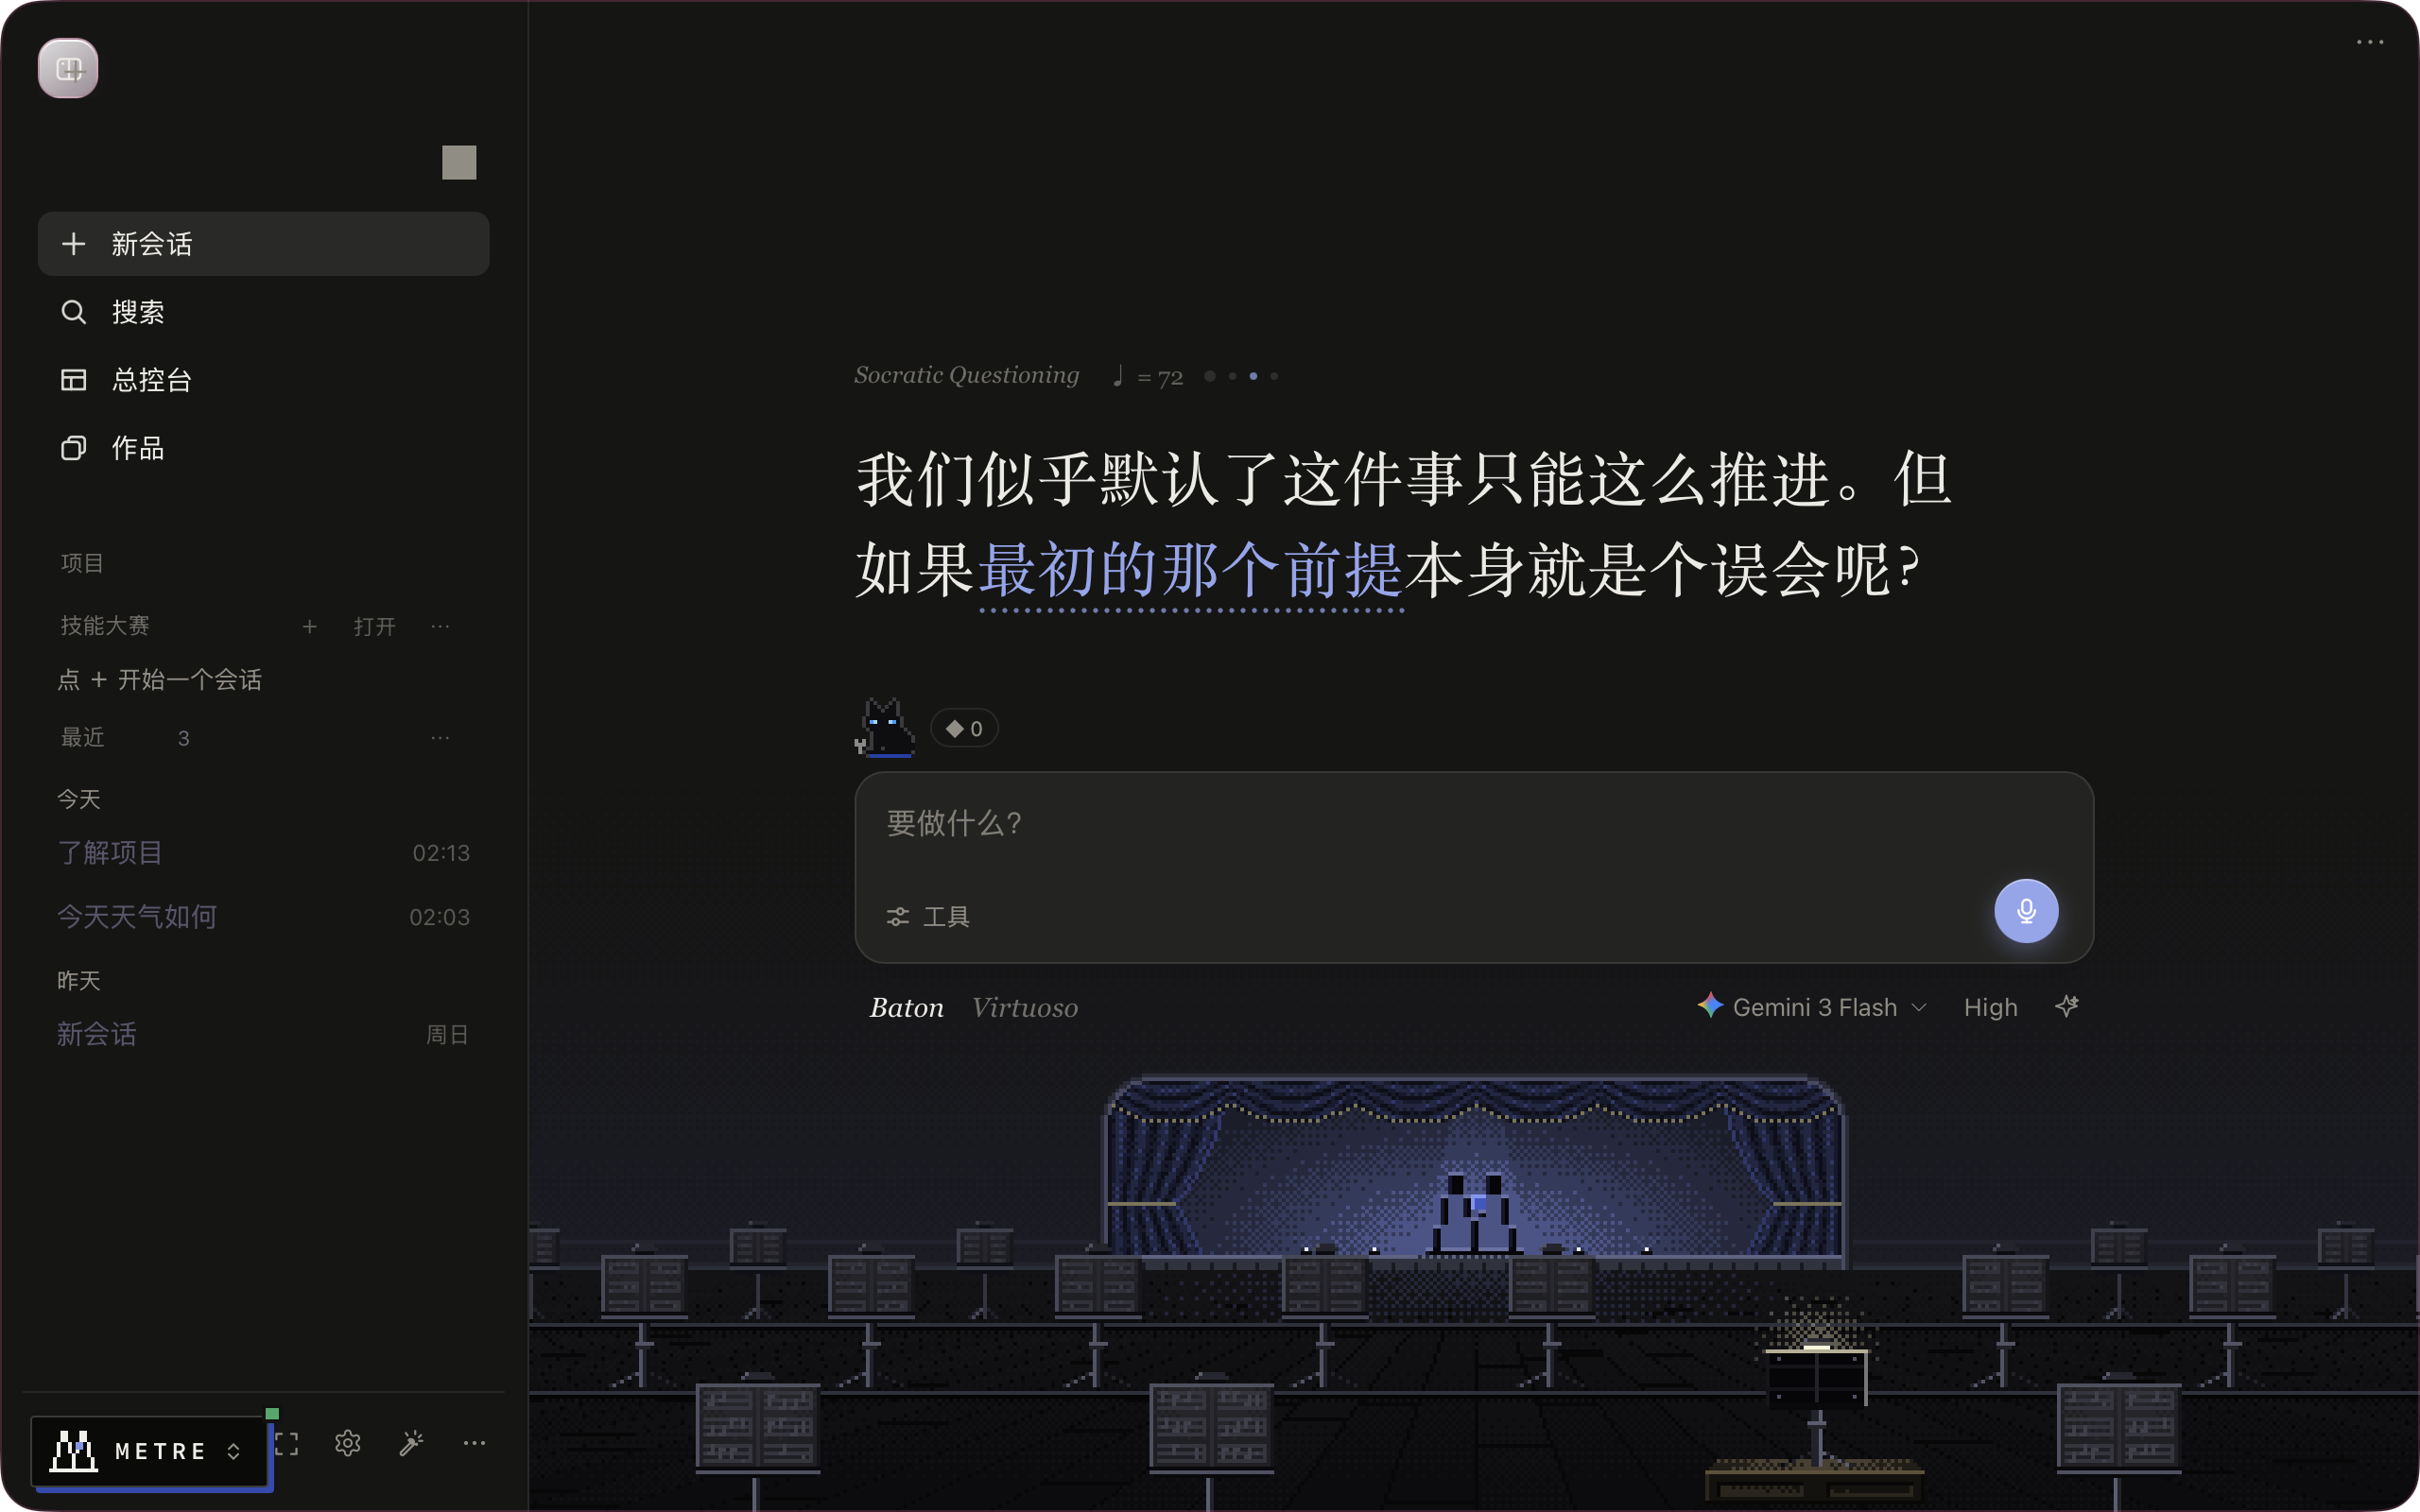 新会话
搜索
总控台
作品
项目
技能大赛 + 打开 ···
点 + 开始一个会话
最近 3 ···
今天
了解项目 02:13
今天天气如何 02:03
昨天
新会话 周日
METRE
Socratic Questioning ♩ = 72
我们似乎默认了这件事只能这么推进。但
如果最初的那个前提本身就是个误会呢？
◆ 0
要做什么？
工具
Baton Virtuoso Gemini 3 Flash High